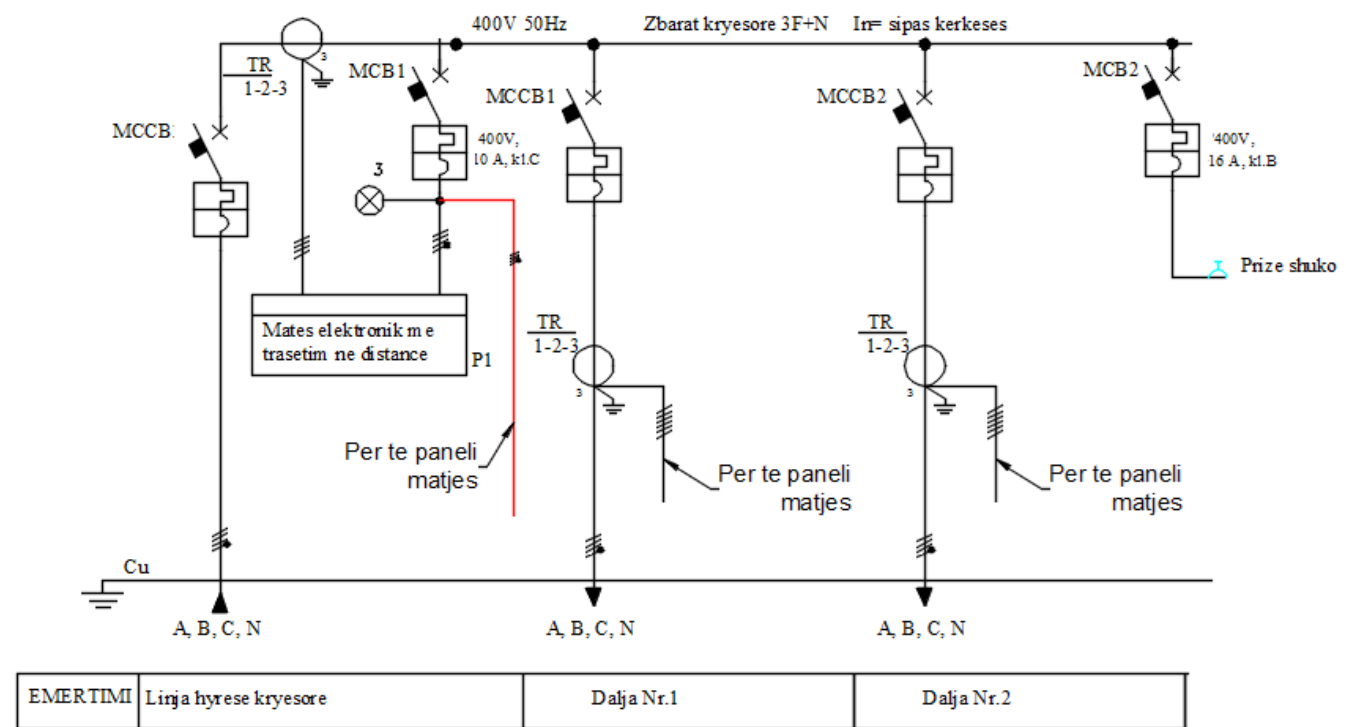 400V 50Hz Zbarat kryesore 3F+N In= sipas kerkeses
3
TR
1-2-3
MCB1
MCCB1
MCCB2
MCB2
MCCB
400V,
10 A, kl.C
400V,
16 A, kl.B
3
Prize shuko
Mates elektronik me
trasetim ne distance
P1
TR
1-2-3
3
TR
1-2-3
3
Per te paneli
matjes
Per te paneli
matjes
Per te paneli
matjes
Cu
A, B, C, N
A, B, C, N
A, B, C, N
EMERTIMI Linja hyrese kryesore Dalja Nr.1 Dalja Nr.2